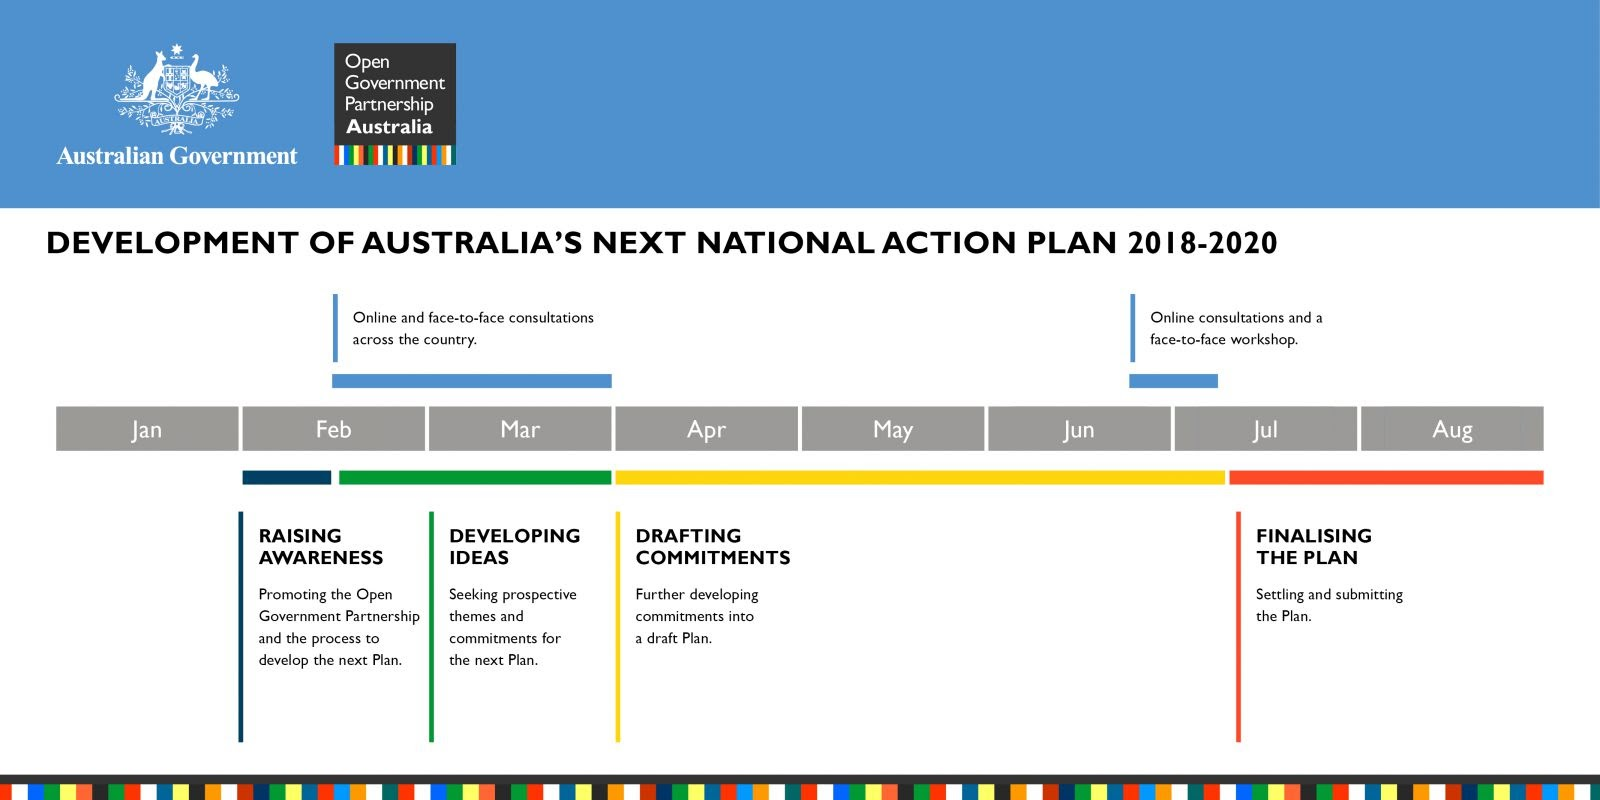 AUSTRALIA
Australian Government
Open
Government
Partnership
Australia
DEVELOPMENT OF AUSTRALIA’S NEXT NATIONAL ACTION PLAN 2018-2020
Online and face-to-face consultations
across the country.
Online consultations and a
face-to-face workshop.
Jan Feb Mar Apr May Jun Jul Aug
RAISING
AWARENESS
Promoting the Open
Government Partnership
and the process to
develop the next Plan.
DEVELOPING
IDEAS
Seeking prospective
themes and
commitments for
the next Plan.
DRAFTING
COMMITMENTS
Further developing
commitments into
a draft Plan.
FINALISING
THE PLAN
Settling and submitting
the Plan.